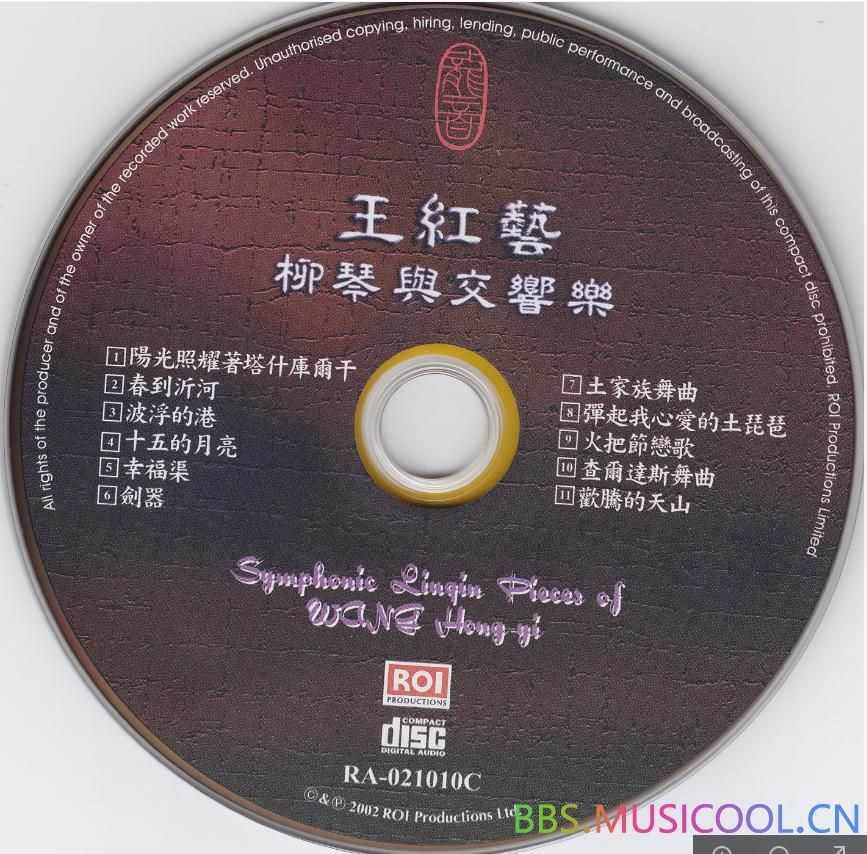 All rights of the producer and of the owner of the recorded work reserved. Unauthorised copying, hiring, lending, public performance and broadcasting of this compact disc prohibited. ROI Productions Limited
龍音
王紅藝
柳琴與交響樂
1 陽光照耀著塔什庫爾干
2 春到沂河
3 波浮的港
4 十五的月亮
5 幸福渠
6 劍器
7 土家族舞曲
8 彈起我心愛的土琵琶
9 火把節戀歌
10 查爾達斯舞曲
11 歡騰的天山
Symphonic Liuqin Pieces of
WANG Hong-yi
ROI
PRODUCTIONS
COMPACT
disc
DIGITAL AUDIO
RA-021010C
©&℗ 2002 ROI Productions Ltd
BBS.MUSICOOL.CN